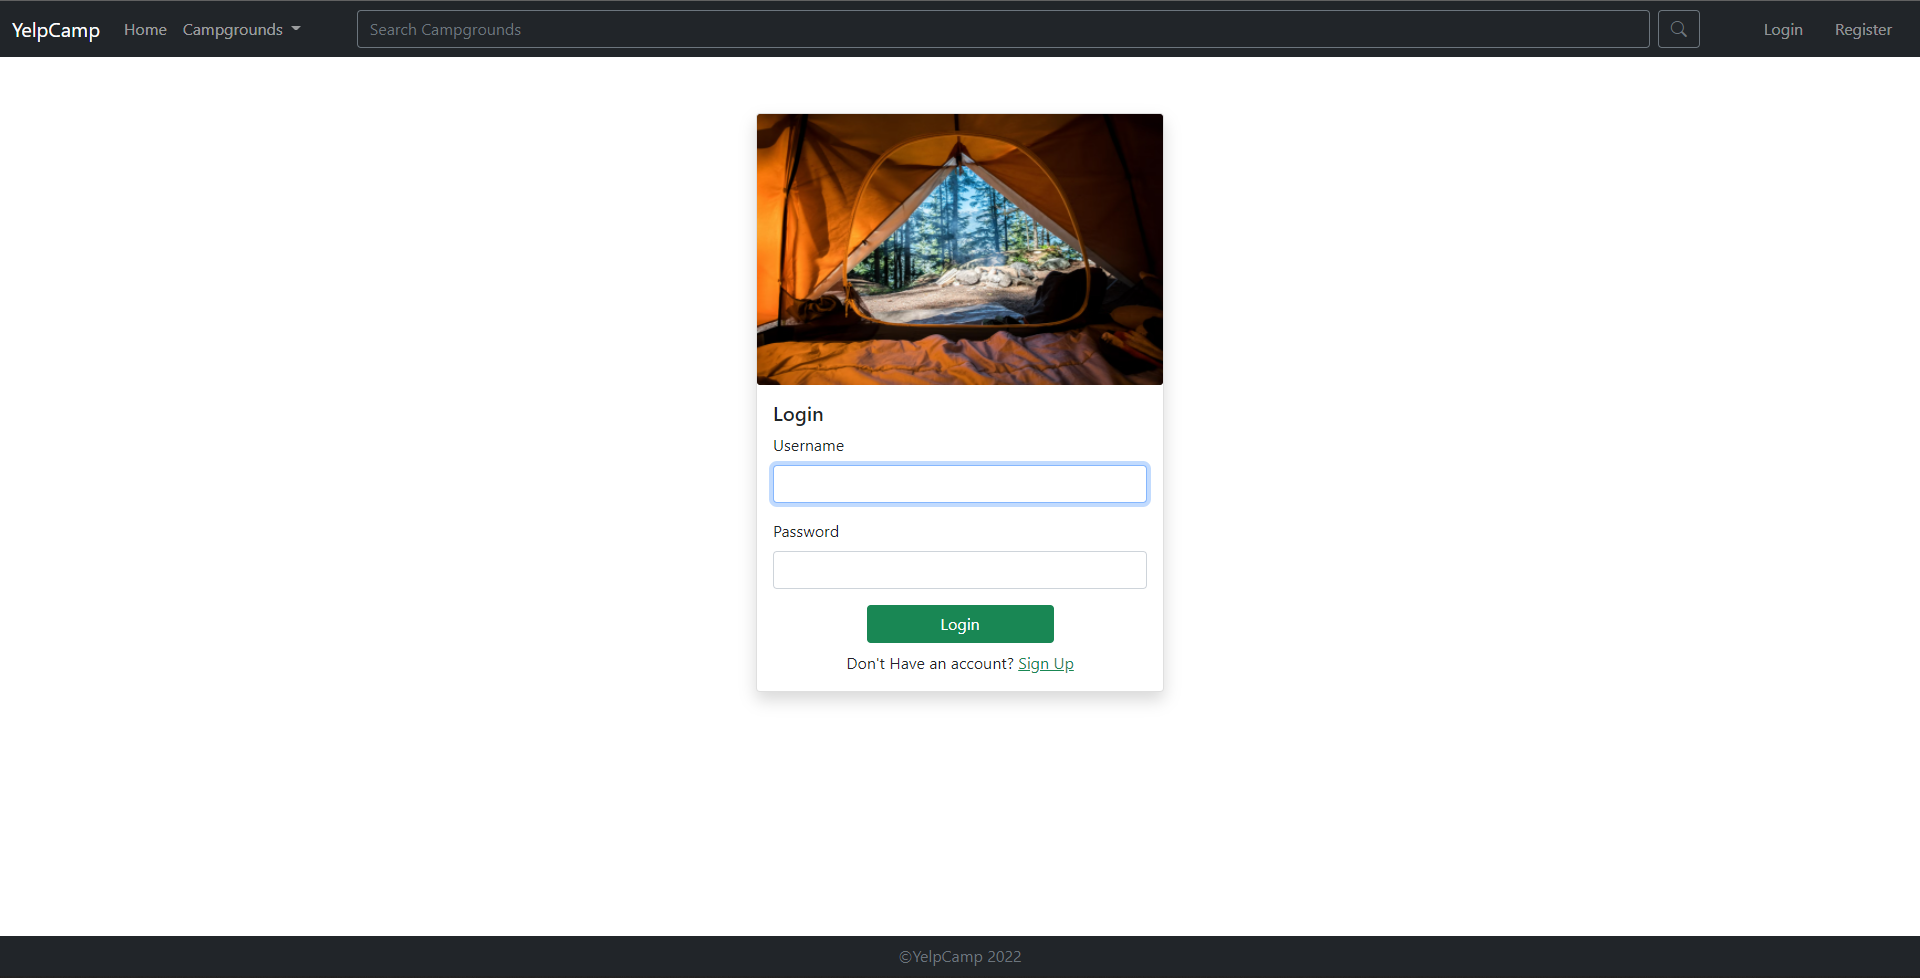 YelpCamp Home Campgrounds Search Campgrounds Login Register
Login
Username
Password
Login
Don't Have an account? Sign Up
©YelpCamp 2022